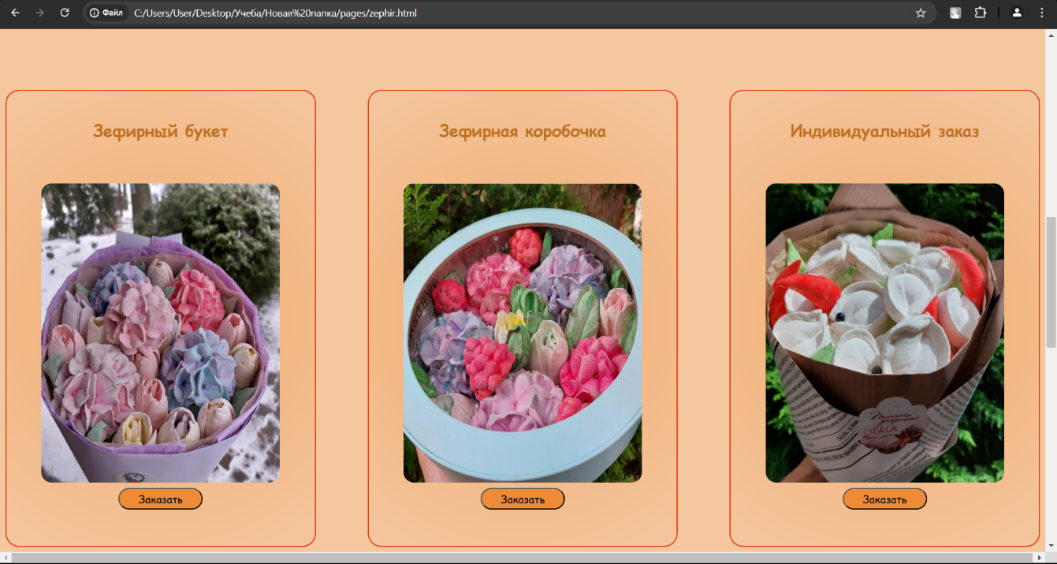 Файл
C:/Users/User/Desktop/Учеба/Новая%20папка/pages/zephir.html
Зефирный букет
Зефирная коробочка
Индивидуальный заказ
Заказать
Заказать
Заказать